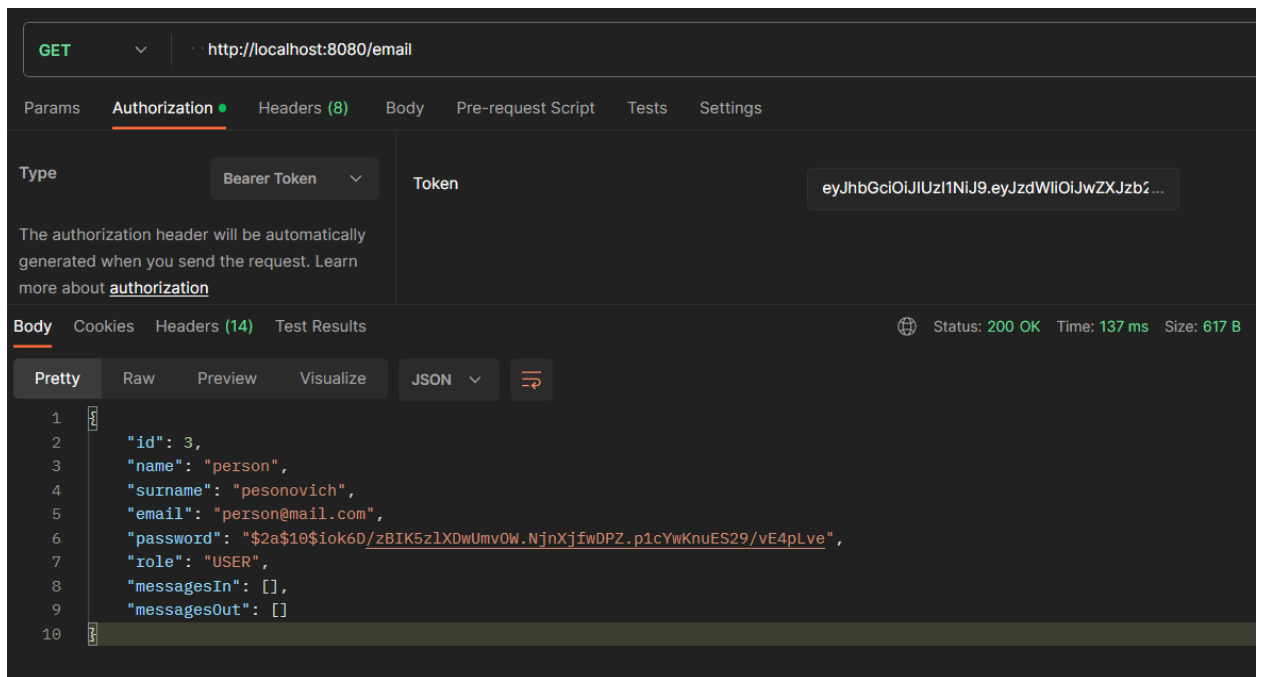 GET http://localhost:8080/email
Params Authorization Headers (8) Body Pre-request Script Tests Settings
Type Bearer Token
Token eyJhbGciOiJIUzI1NiJ9.eyJzdWIiOiJwZXJzb2...
The authorization header will be automatically
generated when you send the request. Learn
more about authorization
Body Cookies Headers (14) Test Results Status: 200 OK Time: 137 ms Size: 617 B
Pretty Raw Preview Visualize JSON
1 {
2 "id": 3,
3 "name": "person",
4 "surname": "pesonovich",
5 "email": "person@mail.com",
6 "password": "$2a$10$iok6D/zBIK5zlXDwUmvOW.NjnXjfwDPZ.p1cYwKnuES29/vE4pLve",
7 "role": "USER",
8 "messagesIn": [],
9 "messagesOut": []
10 }